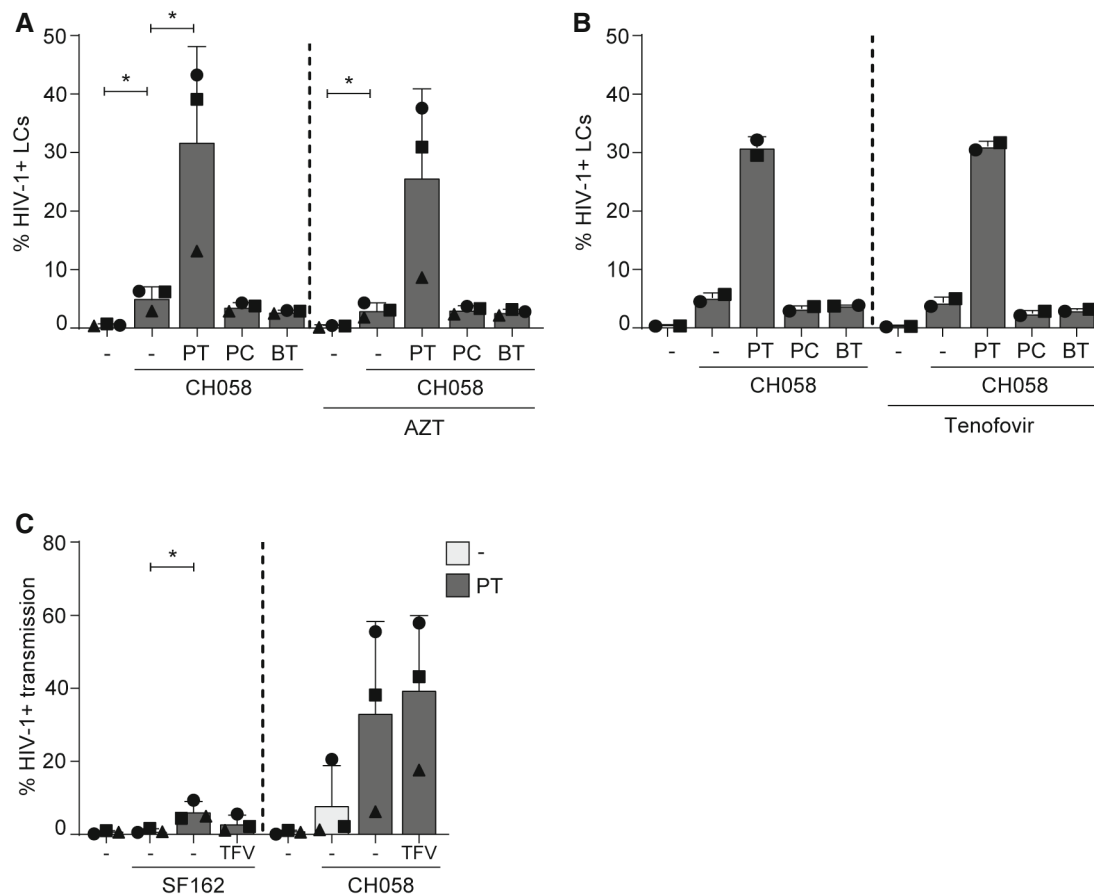 A
% HIV-1+ LCs
50
40
30
20
10
0
* * *
- - PT PC BT - - PT PC BT
CH058 CH058
AZT
B
% HIV-1+ LCs
50
40
30
20
10
0
- - PT PC BT - - PT PC BT
CH058 CH058
Tenofovir
C
% HIV-1+ transmission
80
60
40
20
0
*
-
PT
- - - TFV - - - TFV
SF162 CH058